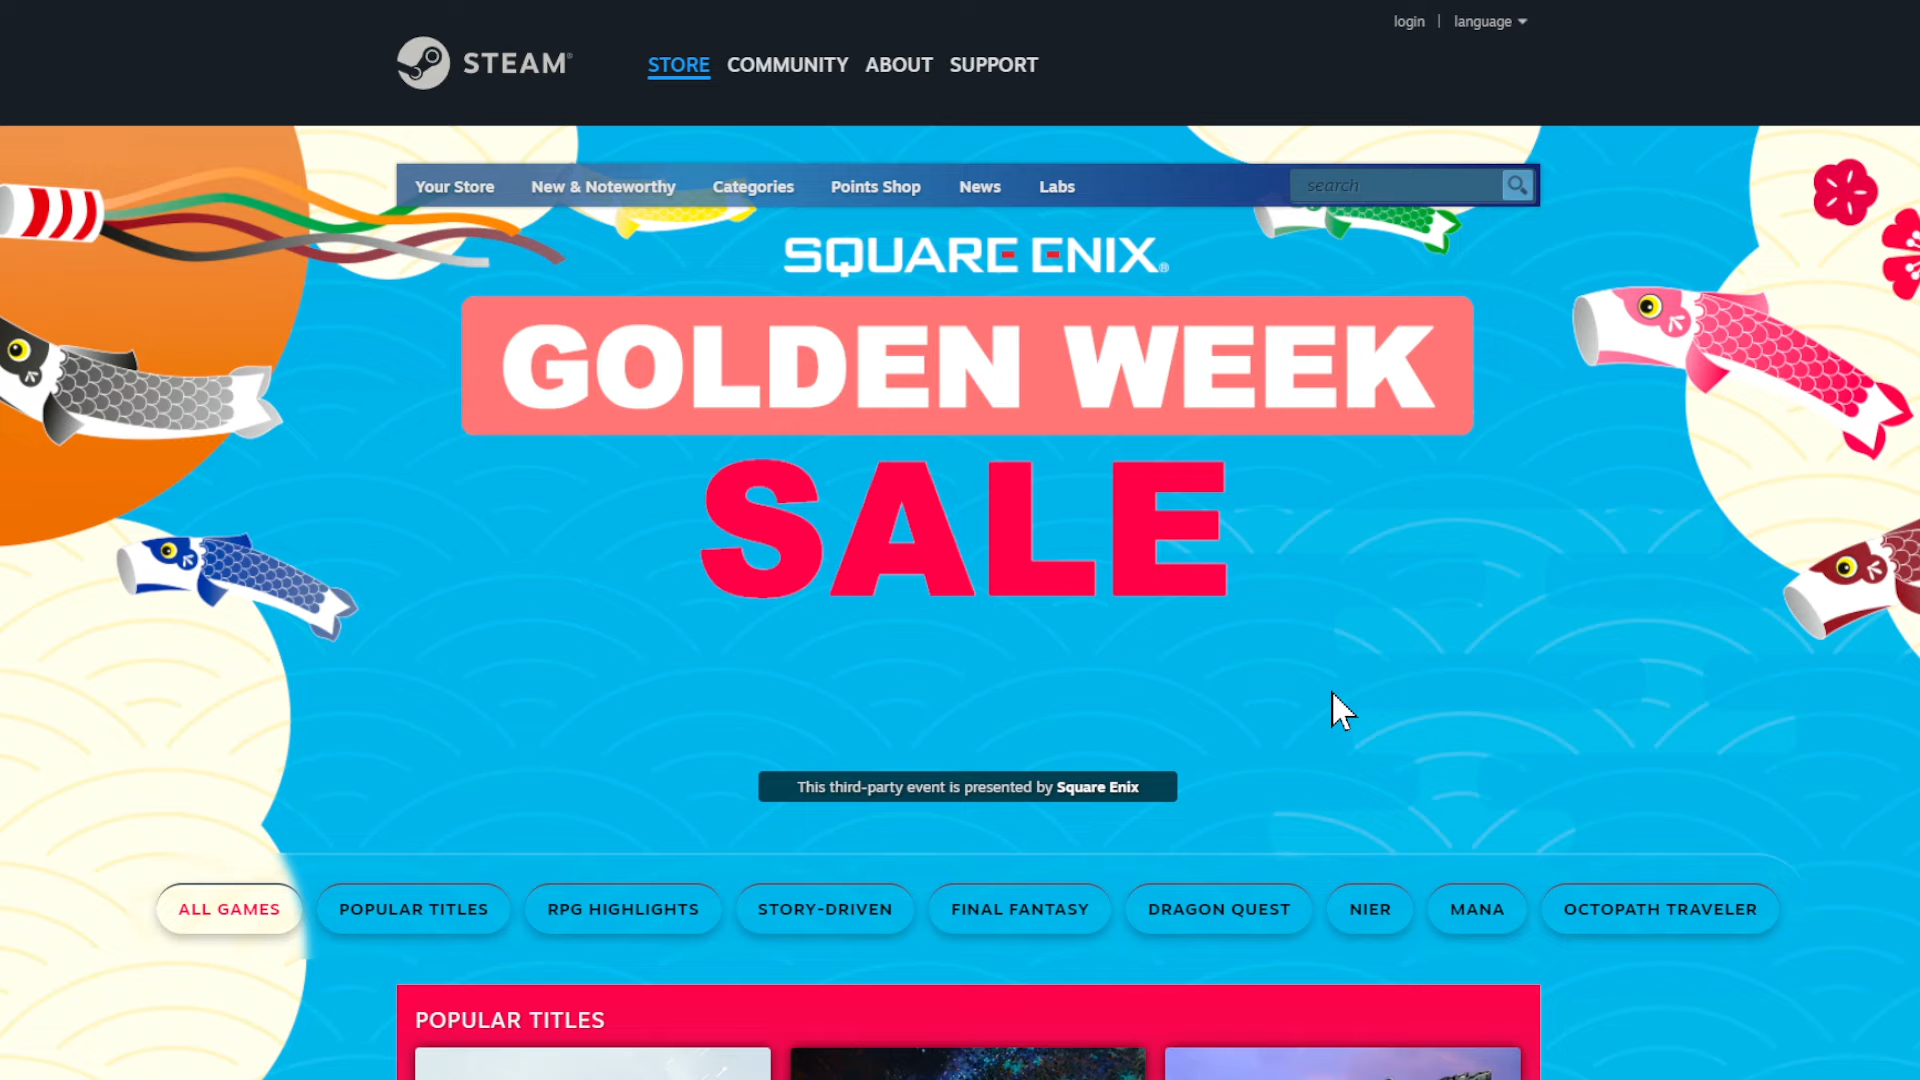 login | language
STEAM®
STORE COMMUNITY ABOUT SUPPORT
Your Store New & Noteworthy Categories Points Shop News Labs search
SQUARE ENIX®
GOLDEN WEEK
SALE
This third-party event is presented by Square Enix
ALL GAMES POPULAR TITLES RPG HIGHLIGHTS STORY-DRIVEN FINAL FANTASY DRAGON QUEST NIER MANA OCTOPATH TRAVELER
POPULAR TITLES